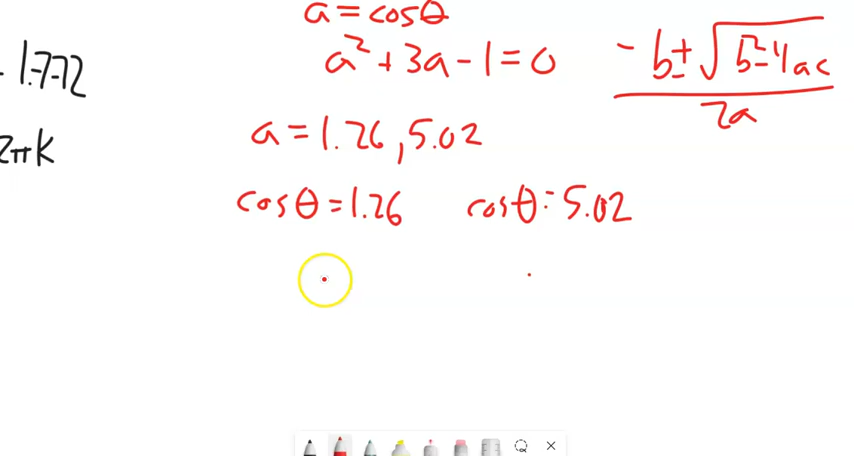 a = cosθ
a² + 3a - 1 = 0
-b ± √b² - 4ac
2a
- 1.772
2πk
a = 1.26, 5.02
cosθ = 1.26 cosθ = 5.02